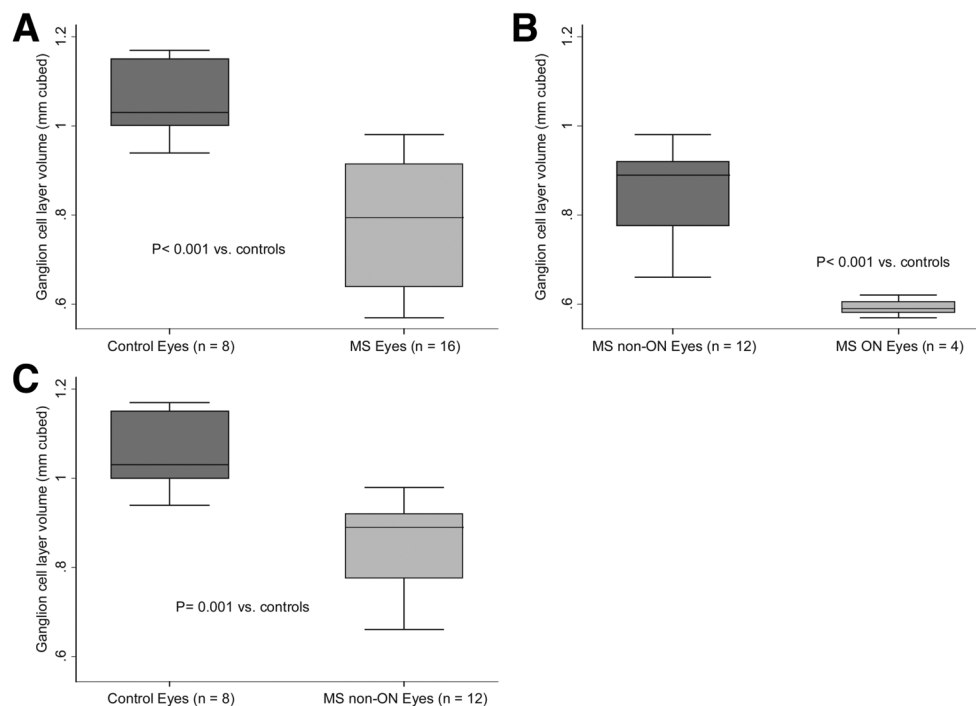 A
Ganglion cell layer volume (mm cubed)
1.2
1
.8
.6
P< 0.001 vs. controls
Control Eyes (n = 8)
MS Eyes (n = 16)
B
Ganglion cell layer volume (mm cubed)
1.2
1
.8
.6
P< 0.001 vs. controls
MS non-ON Eyes (n = 12)
MS ON Eyes (n = 4)
C
Ganglion cell layer volume (mm cubed)
1.2
1
.8
.6
P= 0.001 vs. controls
Control Eyes (n = 8)
MS non-ON Eyes (n = 12)